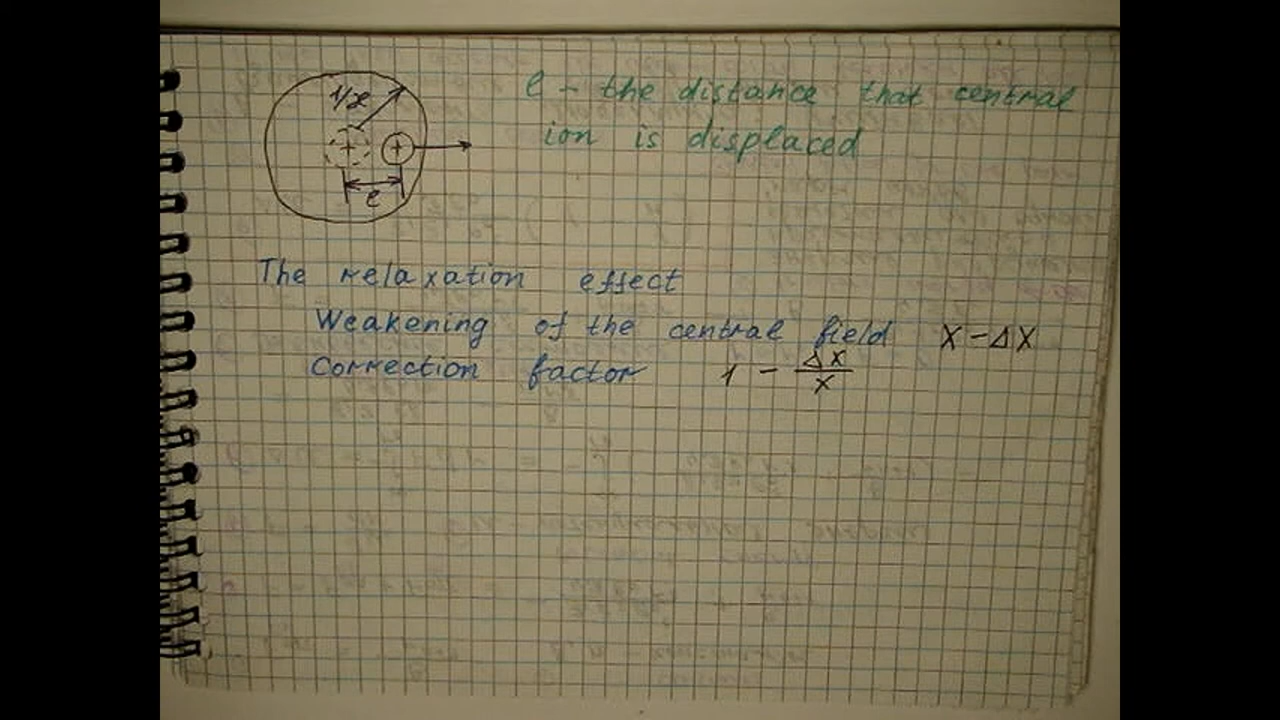 1/æ
l - the distance that central
ion is displaced
+ +
l
The relaxation effect
Weakening of the central field X-ΔX
Correction factor 1 - ΔX/X